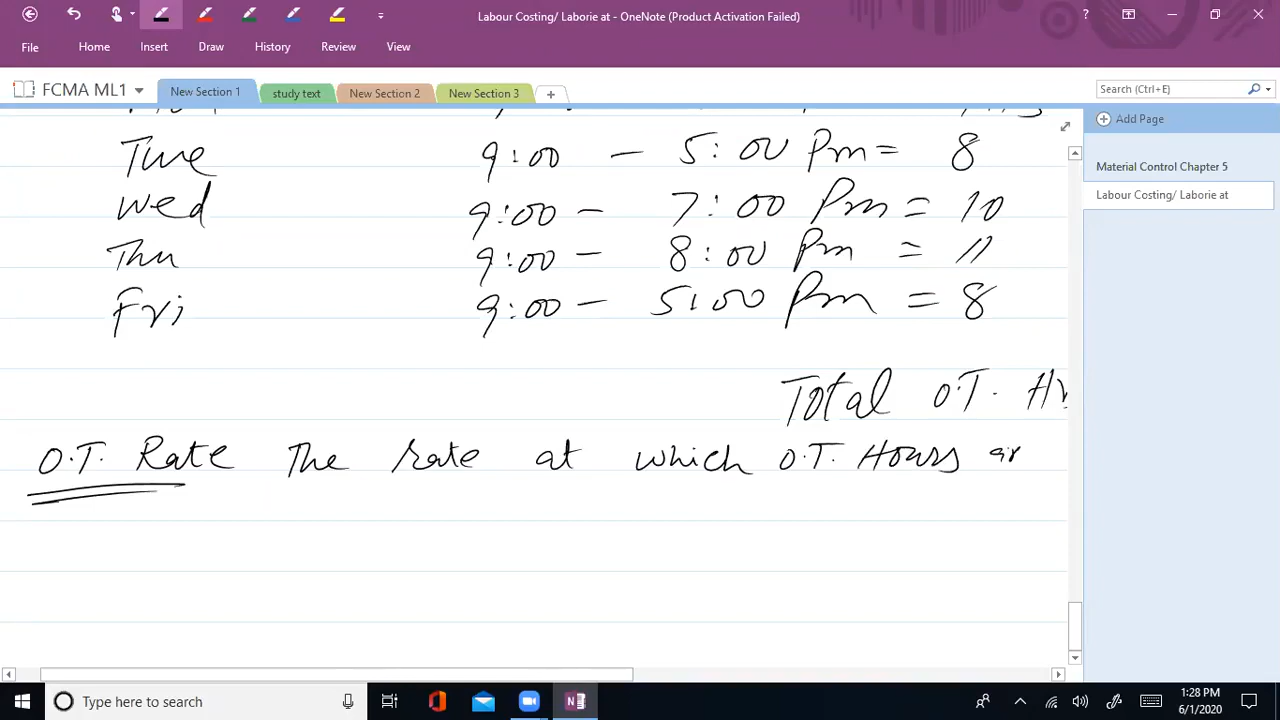 Labour Costing/ Laborie at - OneNote (Product Activation Failed)
File Home Insert Draw History Review View
FCMA ML1 New Section 1 study text New Section 2 New Section 3
Search (Ctrl+E)
Add Page
Material Control Chapter 5
Labour Costing/ Laborie at
Tue 9:00 - 5:00 Pm = 8
Wed 9:00 - 7:00 Pm = 10
Thu 9:00 - 8:00 Pm = 11
Fri 9:00 - 5:00 Pm = 8
Total O.T.
O.T. Rate The rate at which O.T. Hours ar
Type here to search
1:28 PM
6/1/2020